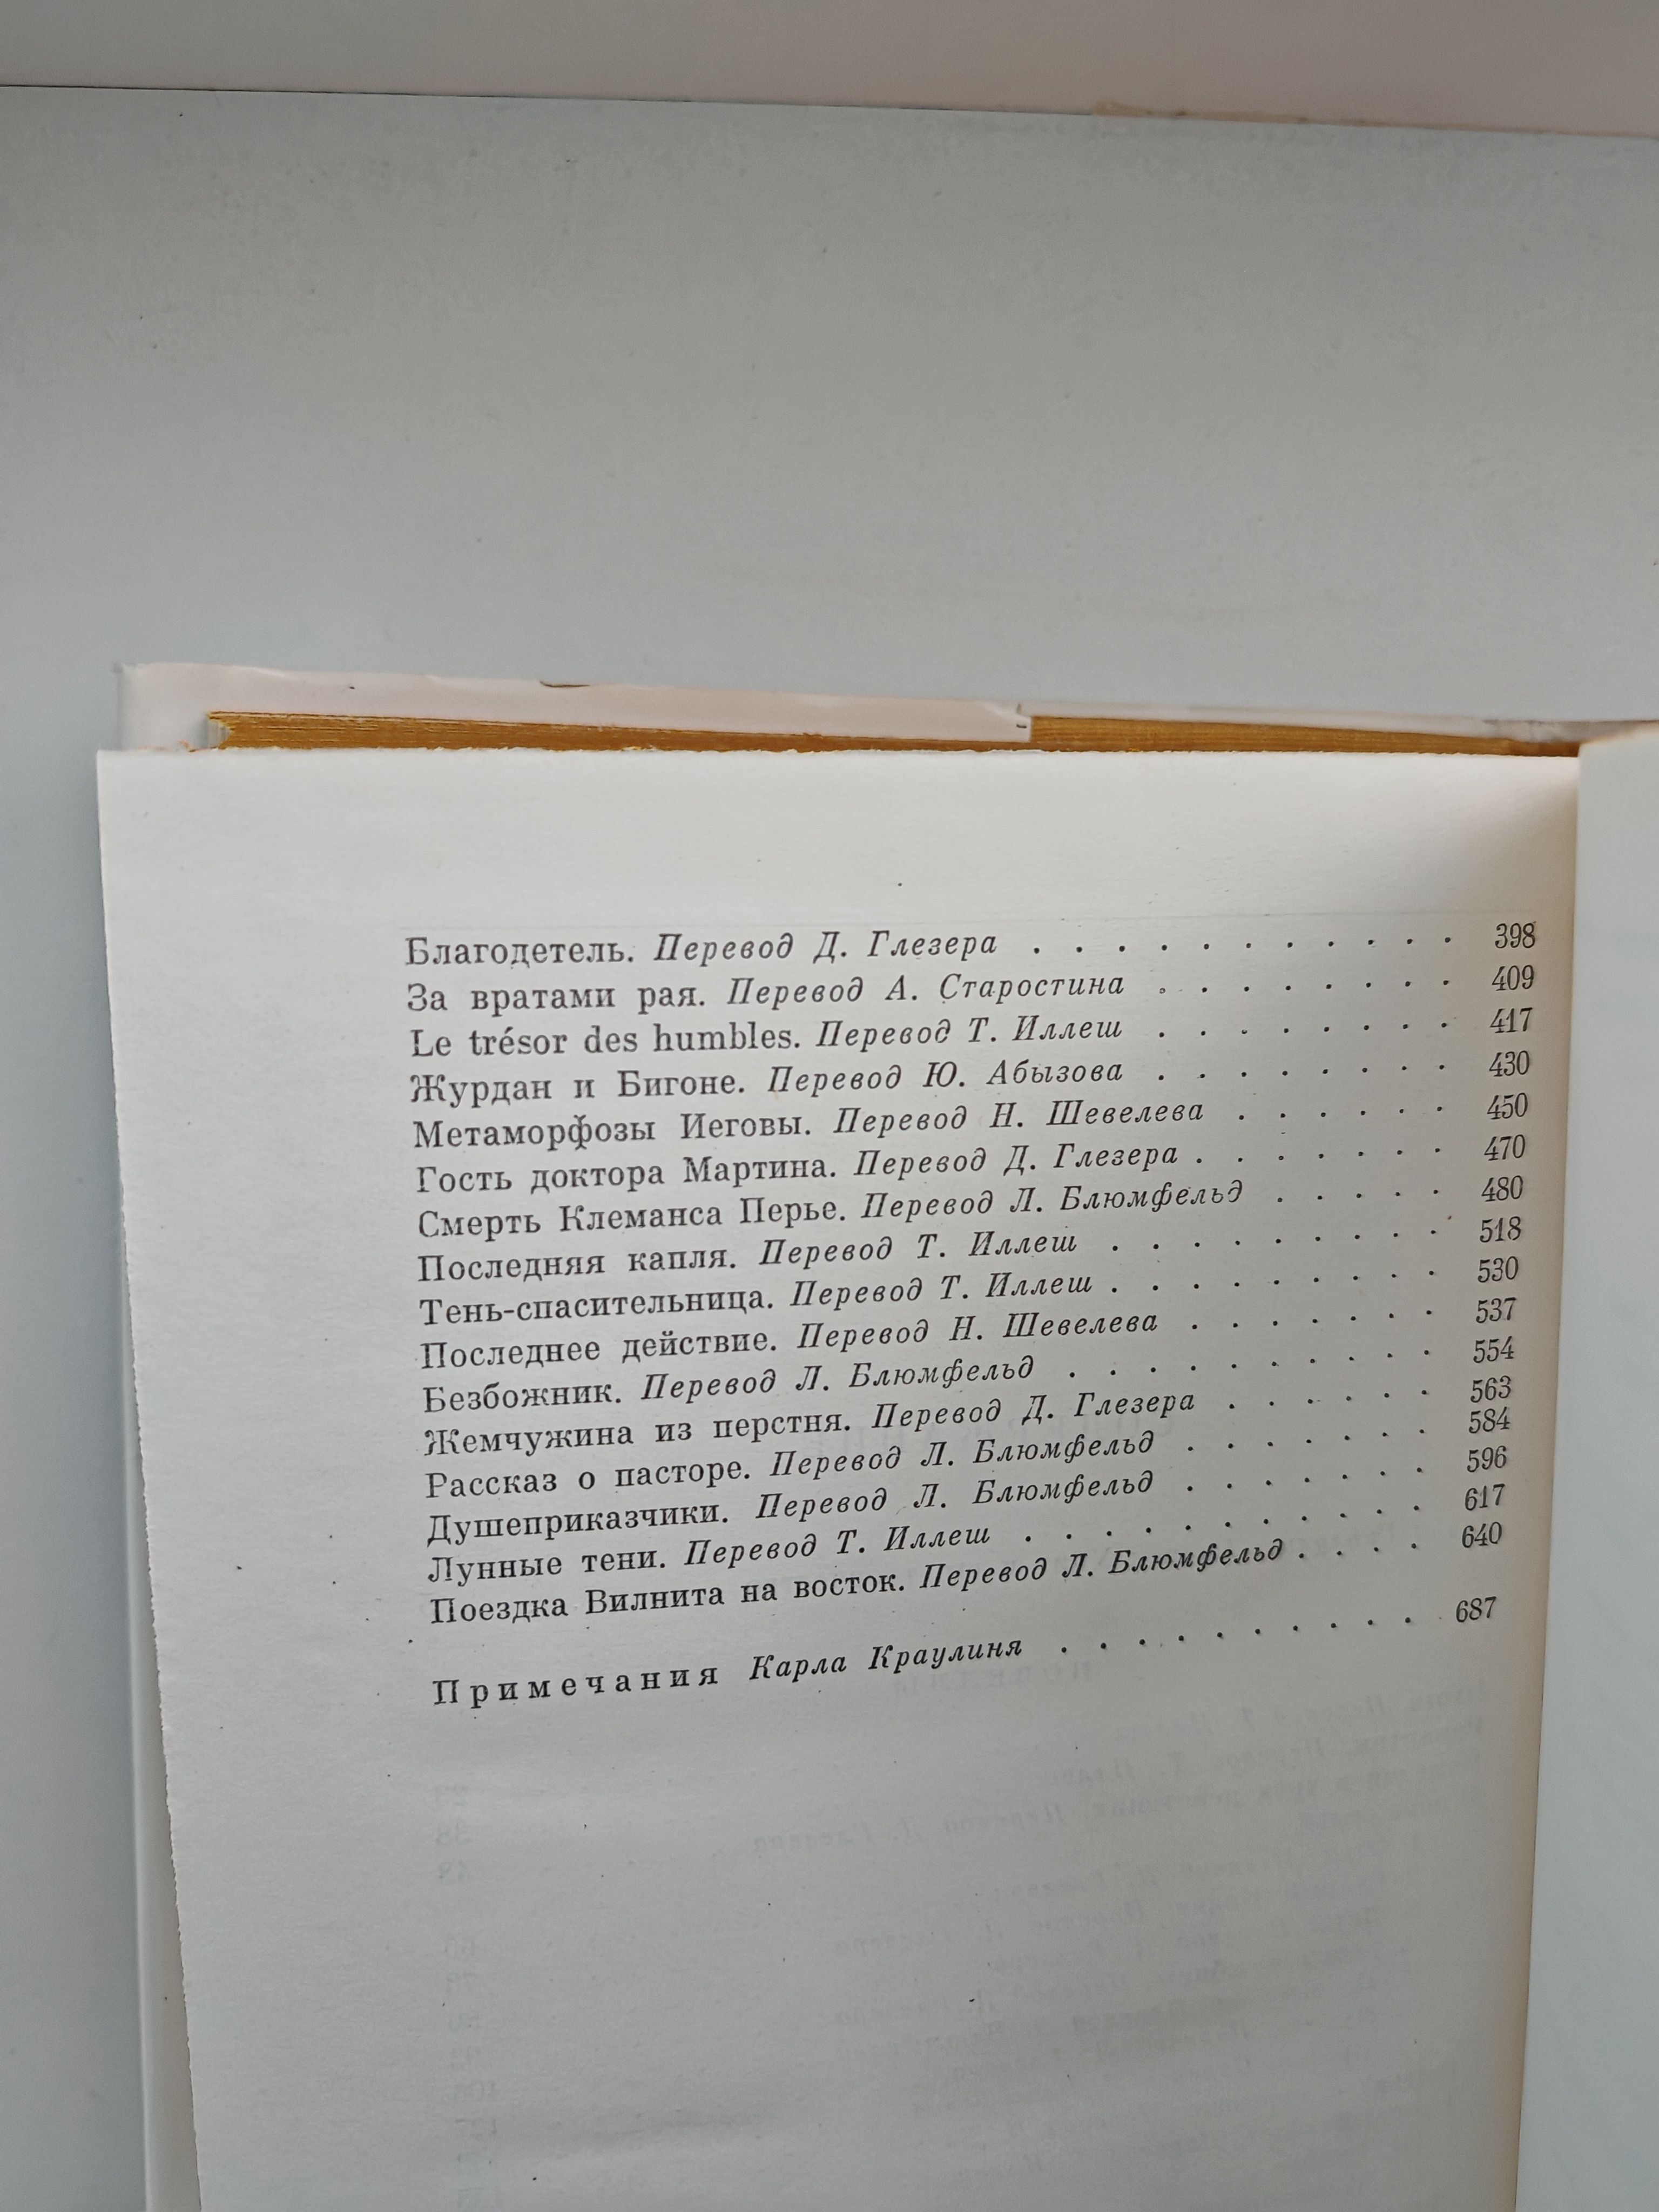 Благодетель. Перевод Д. Глезера . . . . . . . . . . . 398
За вратами рая. Перевод А. Старостина . . . . . . . . 409
Le trésor des humbles. Перевод Т. Иллеш . . . . . . . . 417
Журдан и Бигоне. Перевод Ю. Абызова . . . . . . . . 430
Метаморфозы Иеговы. Перевод Н. Шевелева . . . . . . 450
Гость доктора Мартина. Перевод Д. Глезера . . . . . . . 470
Смерть Клеманса Перье. Перевод Л. Блюмфельд . . . . . 480
Последняя капля. Перевод Т. Иллеш . . . . . . . . . 518
Тень-спасительница. Перевод Т. Иллеш . . . . . . . . . 530
Последнее действие. Перевод Н. Шевелева . . . . . . . 537
Безбожник. Перевод Л. Блюмфельд . . . . . . . . . . 554
Жемчужина из перстня. Перевод Д. Глезера . . . . . . 563
Рассказ о пасторе. Перевод Л. Блюмфельд . . . . . . . 584
Душеприказчики. Перевод Л. Блюмфельд . . . . . . . 596
Лунные тени. Перевод Т. Иллеш . . . . . . . . . . . 617
Поездка Вилнита на восток. Перевод Л. Блюмфельд . . . . 640
Примечания Карла Краулиня . . . . . . . . . . 687